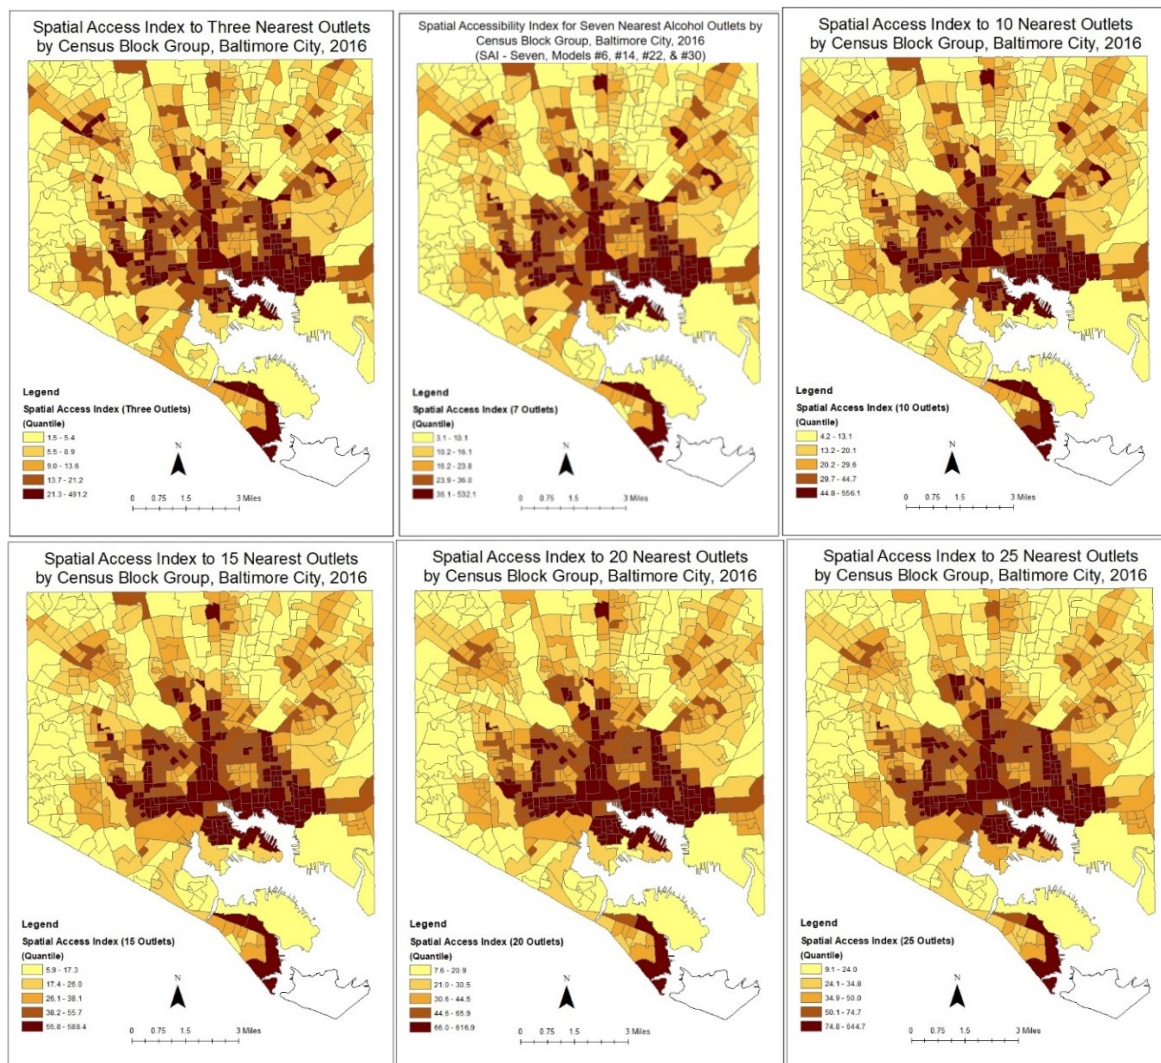 Spatial Access Index to Three Nearest Outlets
by Census Block Group, Baltimore City, 2016
Legend
Spatial Access Index (Three Outlets)
(Quantile)
1.5 - 5.4
5.5 - 8.9
9.0 - 13.6
13.7 - 21.2
21.3 - 491.2
N
0 0.75 1.5 3 Miles
Spatial Accessibility Index for Seven Nearest Alcohol Outlets by
Census Block Group, Baltimore City, 2016
(SAI - Seven, Models #6, #14, #22, & #30)
Legend
Spatial Access Index (7 Outlets)
(Quantile)
3.1 - 10.1
10.2 - 16.1
16.2 - 23.8
23.9 - 36.0
36.1 - 532.1
N
0 0.75 1.5 3 Miles
Spatial Access Index to 10 Nearest Outlets
by Census Block Group, Baltimore City, 2016
Legend
Spatial Access Index (10 Outlets)
(Quantile)
4.2 - 13.1
13.2 - 20.1
20.2 - 29.6
29.7 - 44.7
44.8 - 556.1
N
0 0.75 1.5 3 Miles
Spatial Access Index to 15 Nearest Outlets
by Census Block Group, Baltimore City, 2016
Legend
Spatial Access Index (15 Outlets)
(Quantile)
5.9 - 17.3
17.4 - 26.0
26.1 - 38.1
38.2 - 55.7
55.8 - 588.4
N
0 0.75 1.5 3 Miles
Spatial Access Index to 20 Nearest Outlets
by Census Block Group, Baltimore City, 2016
Legend
Spatial Access Index (20 Outlets)
(Quantile)
7.6 - 20.9
21.0 - 30.5
30.6 - 44.5
44.6 - 65.9
66.0 - 616.9
N
0 0.75 1.5 3 Miles
Spatial Access Index to 25 Nearest Outlets
by Census Block Group, Baltimore City, 2016
Legend
Spatial Access Index (25 Outlets)
(Quantile)
9.1 - 24.0
24.1 - 34.8
34.9 - 50.0
50.1 - 74.7
74.8 - 644.7
N
0 0.75 1.5 3 Miles